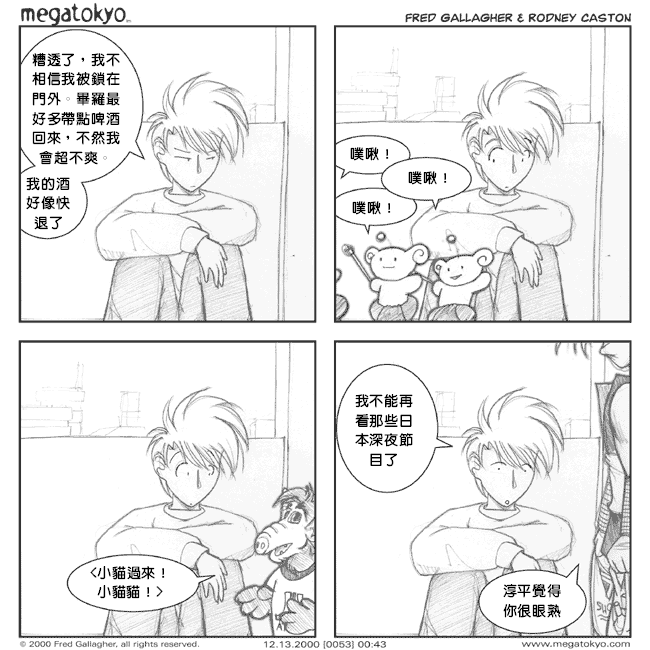 megatokyo
FRED GALLAGHER & RODNEY CASTON
糟透了，我不
相信我被鎖在
門外。畢羅最
好多帶點啤酒
回來，不然我
會超不爽。
我的酒
好像快
退了
噗啾！
噗啾！
噗啾！
<小貓過來！
小貓貓！>
我不能再
看那些日
本深夜節
目了
淳平覺得
你很眼熟
© 2000 Fred Gallagher, all rights reserved.
12.13.2000 [0053] 00:43
www.megatokyo.com